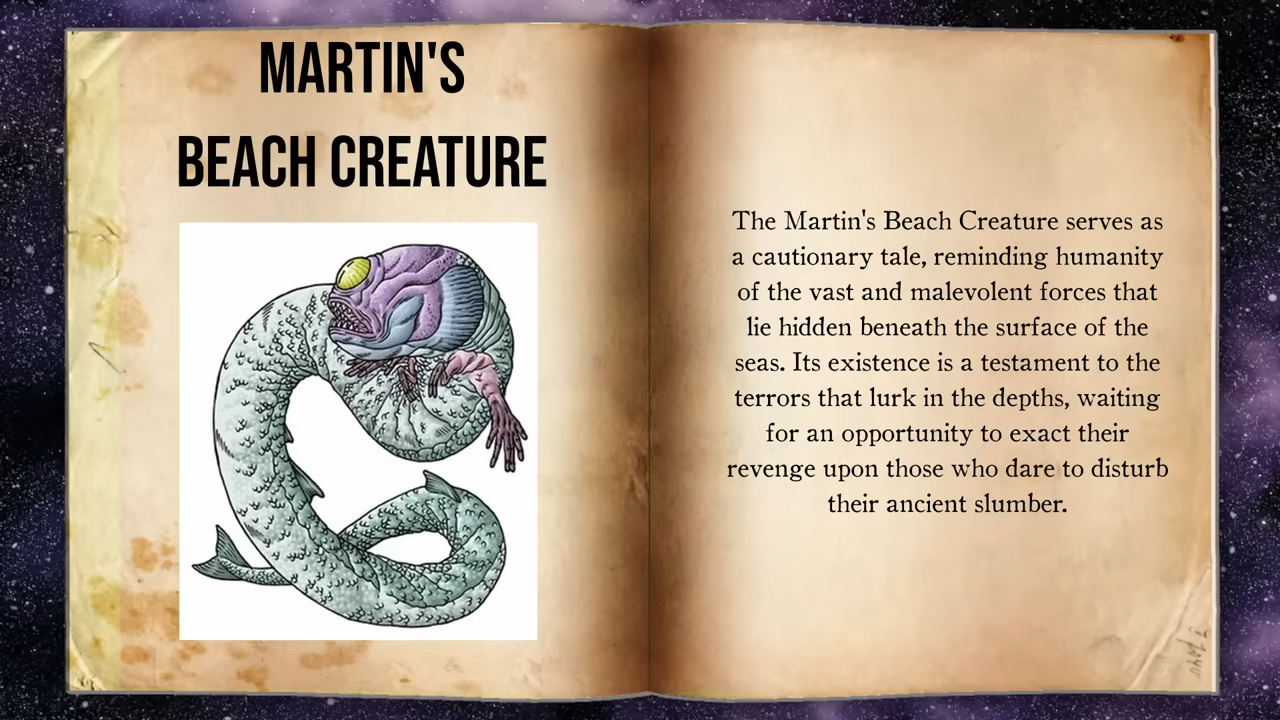 MARTIN'S
BEACH CREATURE
The Martin's Beach Creature serves as
a cautionary tale, reminding humanity
of the vast and malevolent forces that
lie hidden beneath the surface of the
seas. Its existence is a testament to the
terrors that lurk in the depths, waiting
for an opportunity to exact their
revenge upon those who dare to disturb
their ancient slumber.